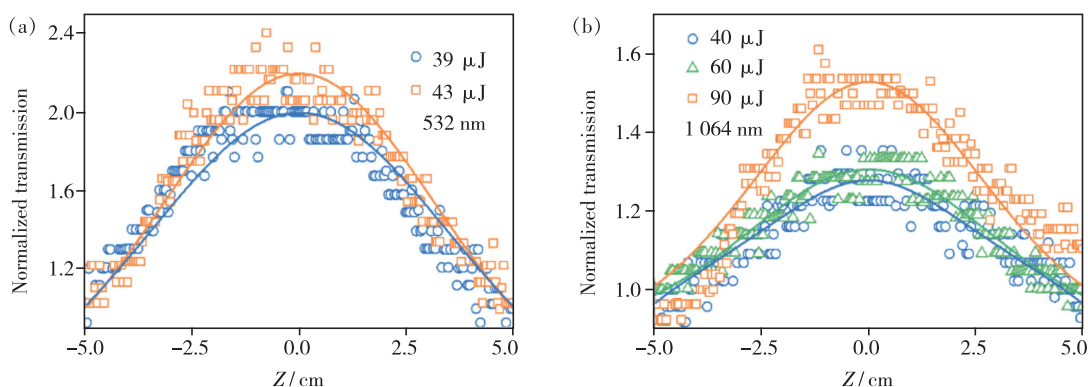 (a)
2.4
2.0
1.6
1.2
39 μJ
43 μJ
532 nm
Normalized transmission
−5.0 −2.5 0.0 2.5 5.0
Z / cm
(b)
1.6
1.4
1.2
1.0
40 μJ
60 μJ
90 μJ
1 064 nm
Normalized transmission
−5.0 −2.5 0.0 2.5 5.0
Z / cm